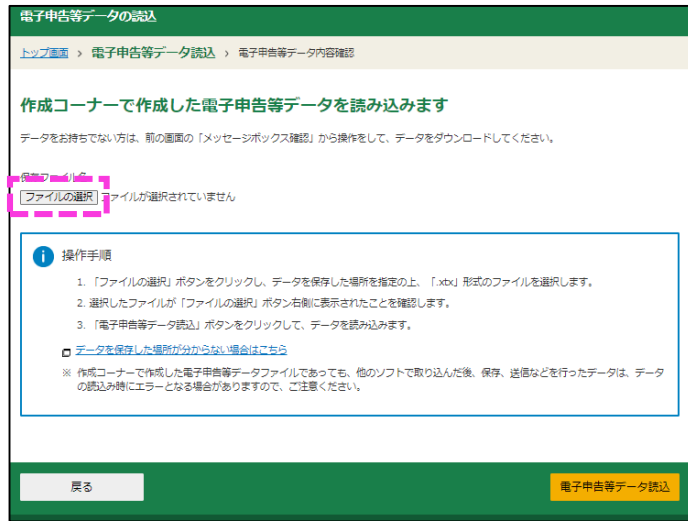 電子申告等データの読込
トップ画面 › 電子申告等データ読込 › 電子申告等データ内容確認
作成コーナーで作成した電子申告等データを読み込みます
データをお持ちでない方は、前の画面の「メッセージボックス確認」から操作をして、データをダウンロードしてください。
保存ファイル名
ファイルの選択 ファイルが選択されていません
操作手順
1. 「ファイルの選択」ボタンをクリックし、データを保存した場所を指定の上、「.xtx」形式のファイルを選択します。
2. 選択したファイルが「ファイルの選択」ボタン右側に表示されたことを確認します。
3. 「電子申告等データ読込」ボタンをクリックして、データを読み込みます。
データを保存した場所が分からない場合はこちら
※ 作成コーナーで作成した電子申告等データファイルであっても、他のソフトで取り込んだ後、保存、送信などを行ったデータは、データ
の読込み時にエラーとなる場合がありますので、ご注意ください。
戻る
電子申告等データ読込